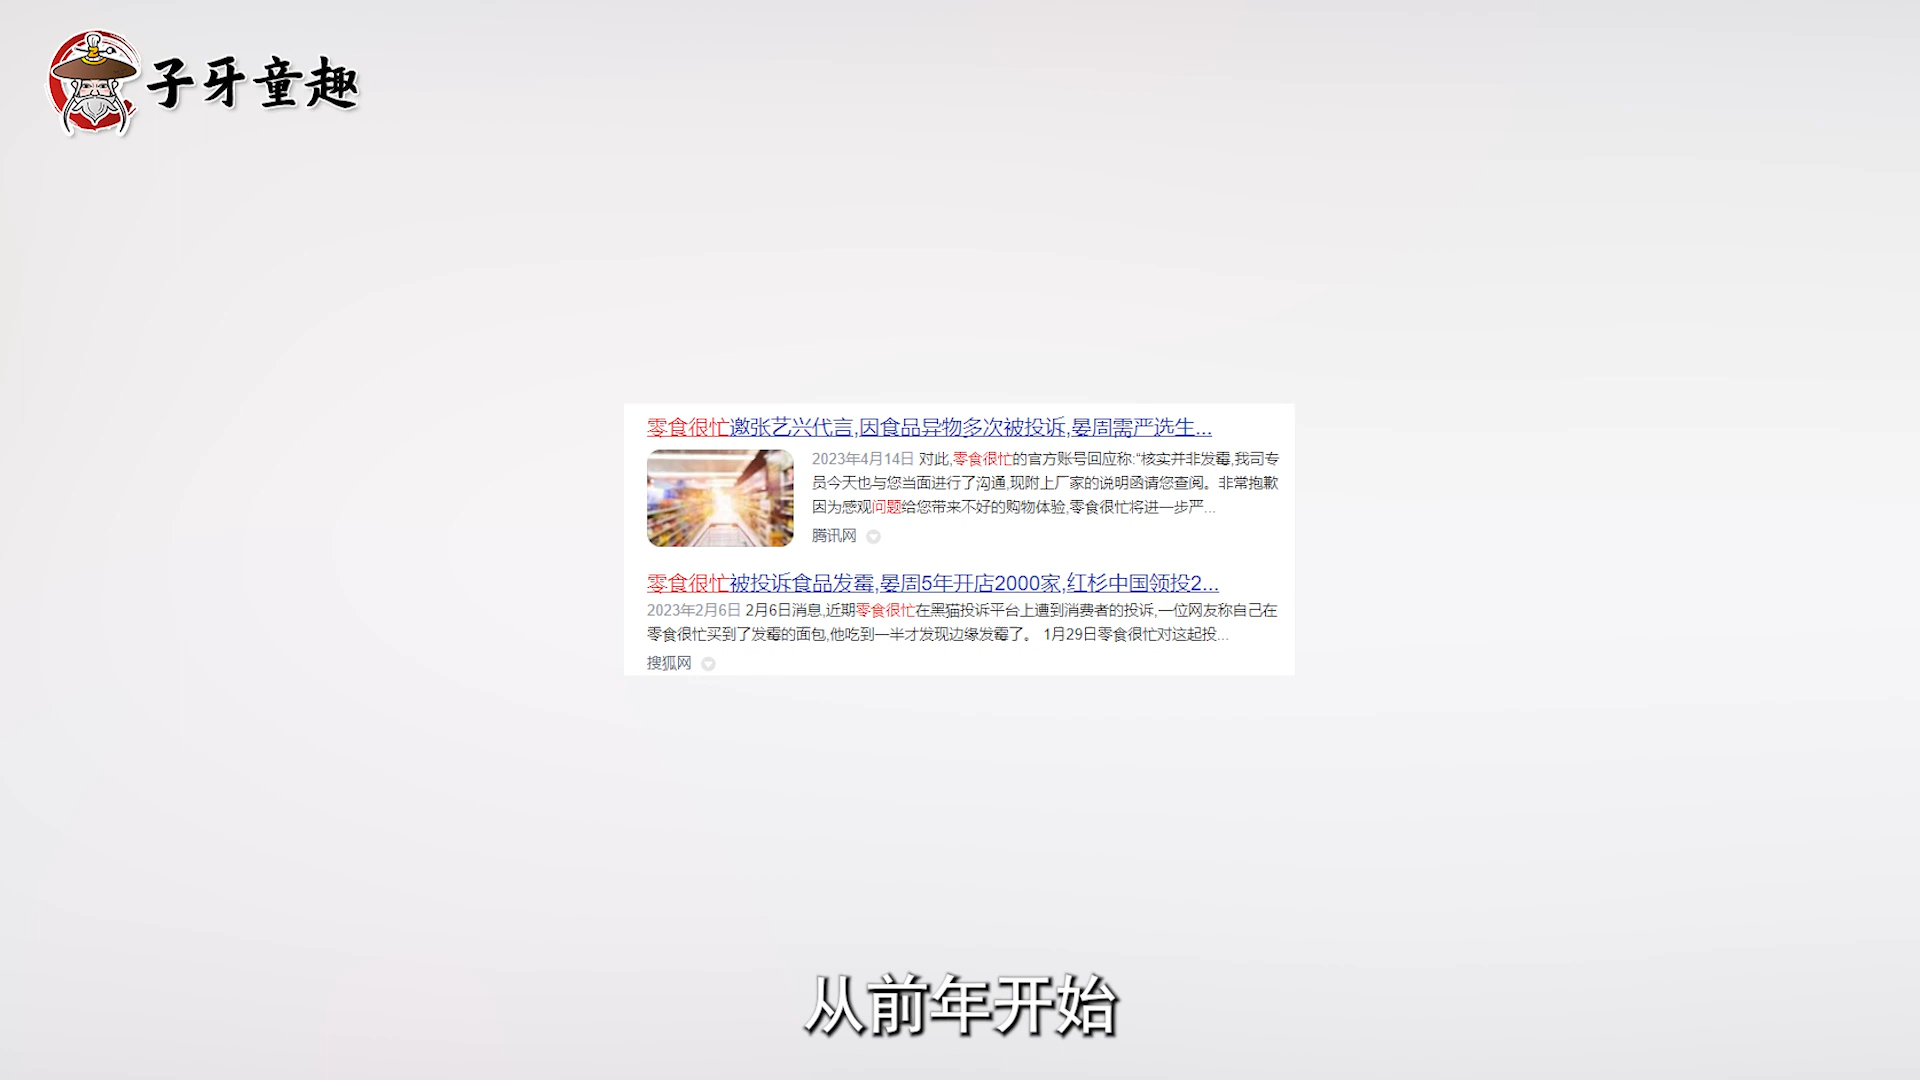 子牙童趣
零食很忙邀张艺兴代言,因食品异物多次被投诉,晏周需严选生...
2023年4月14日 对此,零食很忙的官方账号回应称:“核实并非发霉,我司专
员今天也与您当面进行了沟通,现附上厂家的说明函请您查阅。非常抱歉
因为感观问题给您带来不好的购物体验,零食很忙将进一步严...
腾讯网
零食很忙被投诉食品发霉,晏周5年开店2000家,红杉中国领投2...
2023年2月6日 2月6日消息,近期零食很忙在黑猫投诉平台上遭到消费者的投诉,一位网友称自己在
零食很忙买到了发霉的面包,他吃到一半才发现边缘发霉了。 1月29日零食很忙对这起投...
搜狐网
从前年开始